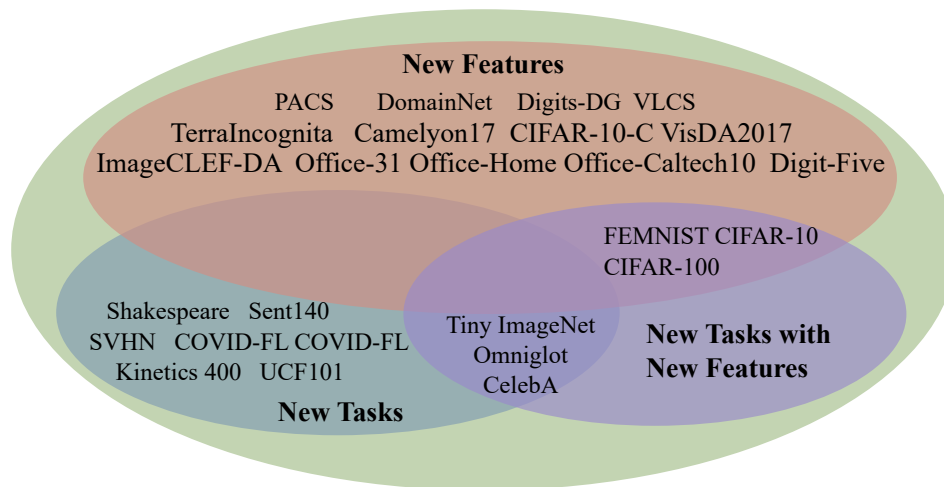 New Features
PACS DomainNet Digits-DG VLCS
TerraIncognita Camelyon17 CIFAR-10-C VisDA2017
ImageCLEF-DA Office-31 Office-Home Office-Caltech10 Digit-Five
FEMNIST CIFAR-10
CIFAR-100
Shakespeare Sent140
SVHN COVID-FL COVID-FL
Kinetics 400 UCF101
New Tasks
Tiny ImageNet
Omniglot
CelebA
New Tasks with
New Features